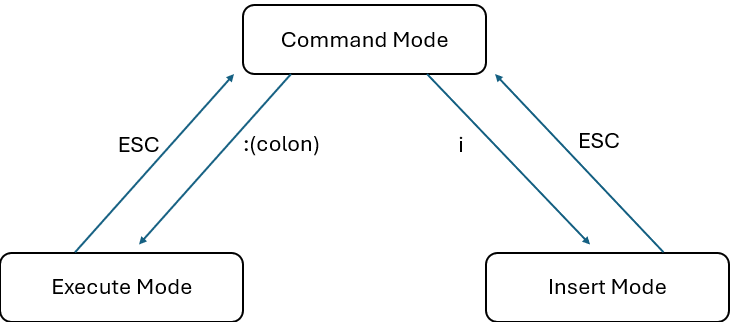 Command Mode
ESC
:(colon)
i
ESC
Execute Mode
Insert Mode